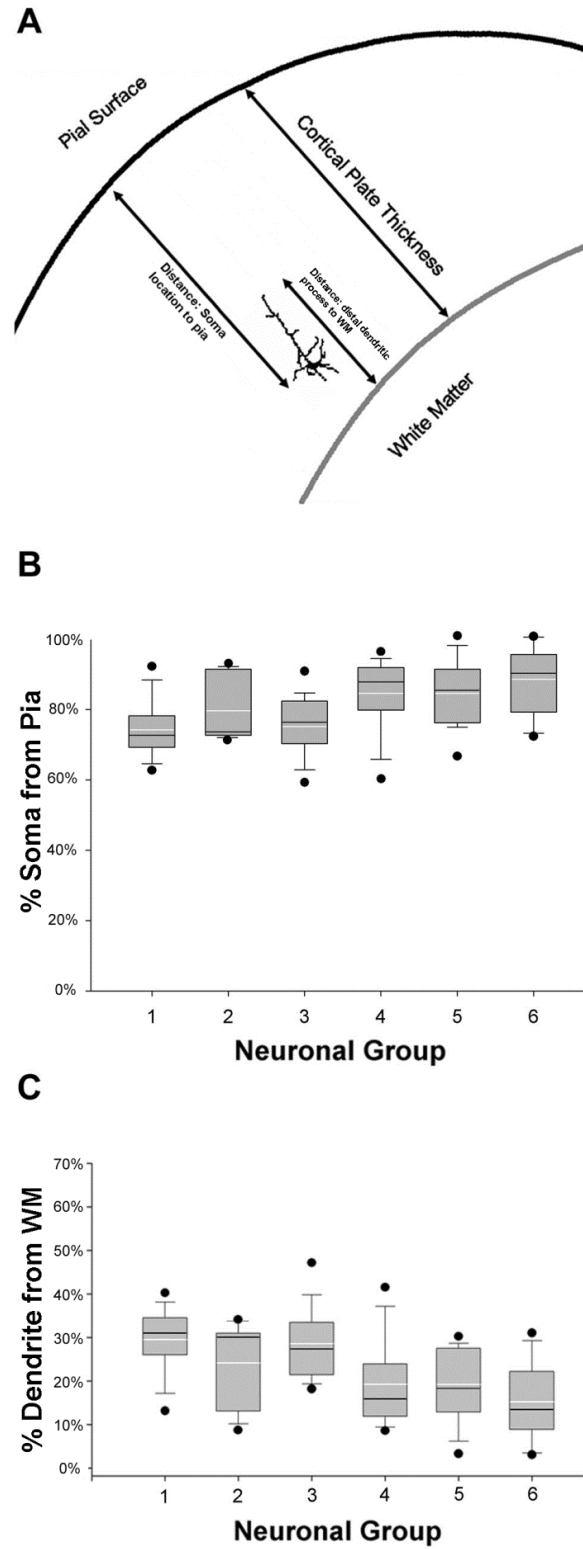 A
Pial Surface
Cortical Plate Thickness
Distance: Soma
location to pia
Distance: distal dendritic
process to WM
White Matter
B
% Soma from Pia
100%
80%
60%
40%
20%
0%
1 2 3 4 5 6
Neuronal Group
C
% Dendrite from WM
70%
60%
50%
40%
30%
20%
10%
0%
1 2 3 4 5 6
Neuronal Group